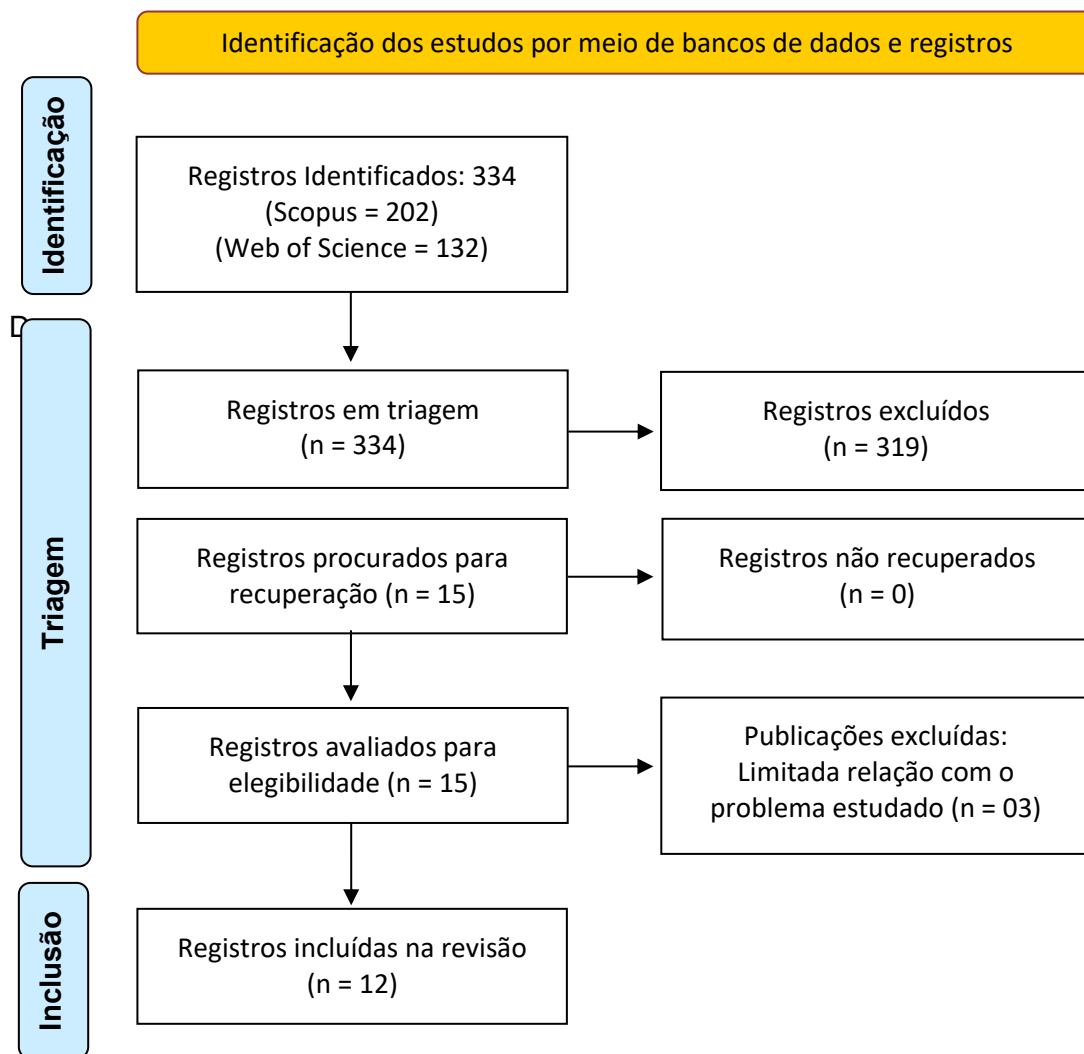 Identificação dos estudos por meio de bancos de dados e registros
Identificação
Registros Identificados: 334
(Scopus = 202)
(Web of Science = 132)
D
Triagem
Registros em triagem
(n = 334)
Registros excluídos
(n = 319)
Registros procurados para
recuperação (n = 15)
Registros não recuperados
(n = 0)
Registros avaliados para
elegibilidade (n = 15)
Publicações excluídas:
Limitada relação com o
problema estudado (n = 03)
Inclusão
Registros incluídas na revisão
(n = 12)